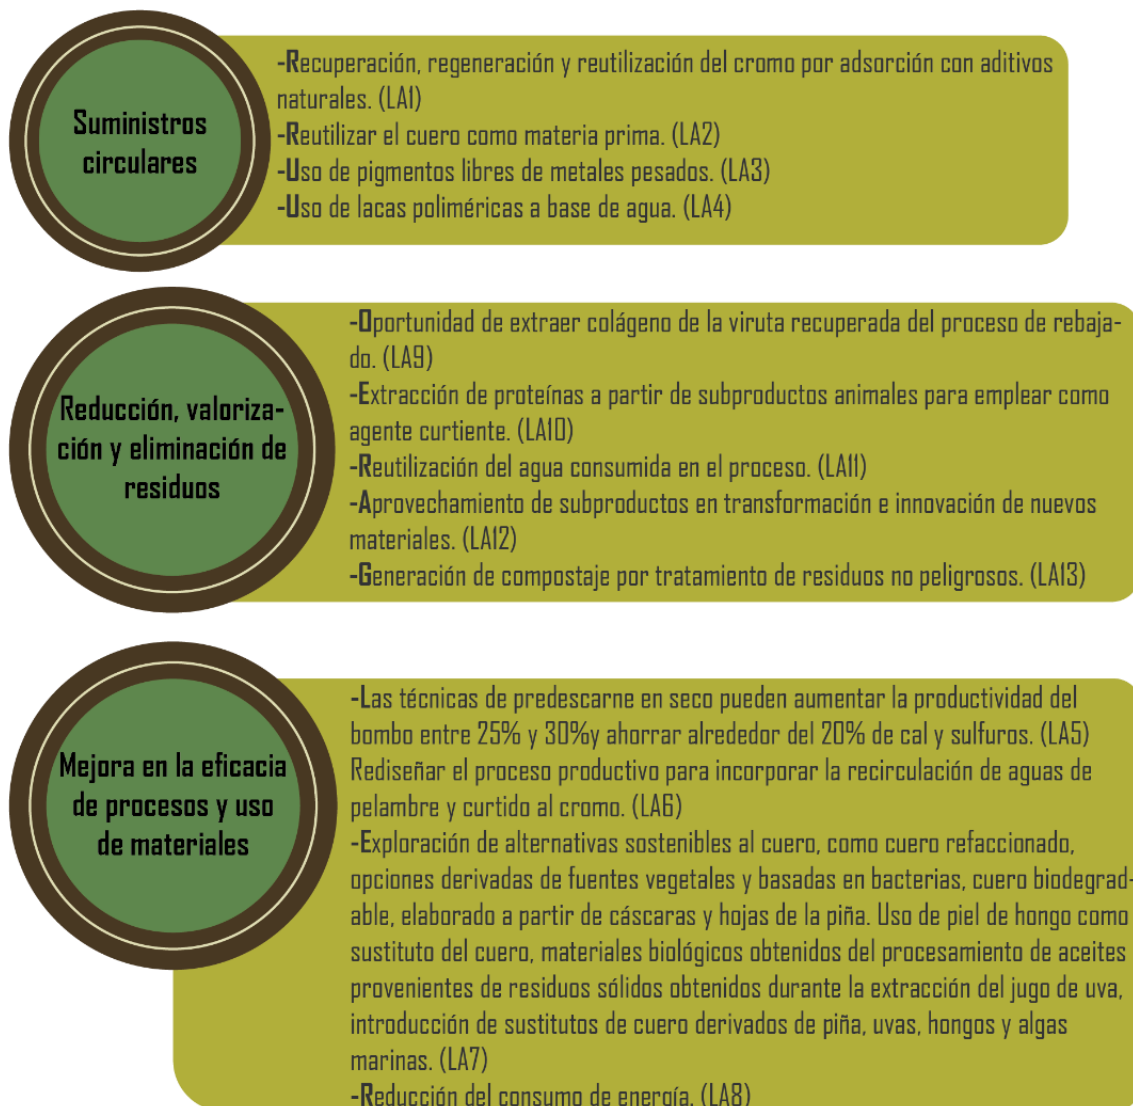 Suministros
circulares
-Recuperación, regeneración y reutilización del cromo por adsorción con aditivos
naturales. (LA1)
-Reutilizar el cuero como materia prima. (LA2)
-Uso de pigmentos libres de metales pesados. (LA3)
-Uso de lacas poliméricas a base de agua. (LA4)
Reducción, valoriza-
ción y eliminación de
residuos
-Oportunidad de extraer colágeno de la viruta recuperada del proceso de rebaja-
do. (LA9)
-Extracción de proteínas a partir de subproductos animales para emplear como
agente curtiente. (LA10)
-Reutilización del agua consumida en el proceso. (LA11)
-Aprovechamiento de subproductos en transformación e innovación de nuevos
materiales. (LA12)
-Generación de compostaje por tratamiento de residuos no peligrosos. (LA13)
Mejora en la eficacia
de procesos y uso
de materiales
-Las técnicas de predescarne en seco pueden aumentar la productividad del
bombo entre 25% y 30%y ahorrar alrededor del 20% de cal y sulfuros. (LA5)
Rediseñar el proceso productivo para incorporar la recirculación de aguas de
pelambre y curtido al cromo. (LA6)
-Exploración de alternativas sostenibles al cuero, como cuero refaccionado,
opciones derivadas de fuentes vegetales y basadas en bacterias, cuero biodegrad-
able, elaborado a partir de cáscaras y hojas de la piña. Uso de piel de hongo como
sustituto del cuero, materiales biológicos obtenidos del procesamiento de aceites
provenientes de residuos sólidos obtenidos durante la extracción del jugo de uva,
introducción de sustitutos de cuero derivados de piña, uvas, hongos y algas
marinas. (LA7)
-Reducción del consumo de energía. (LA8)